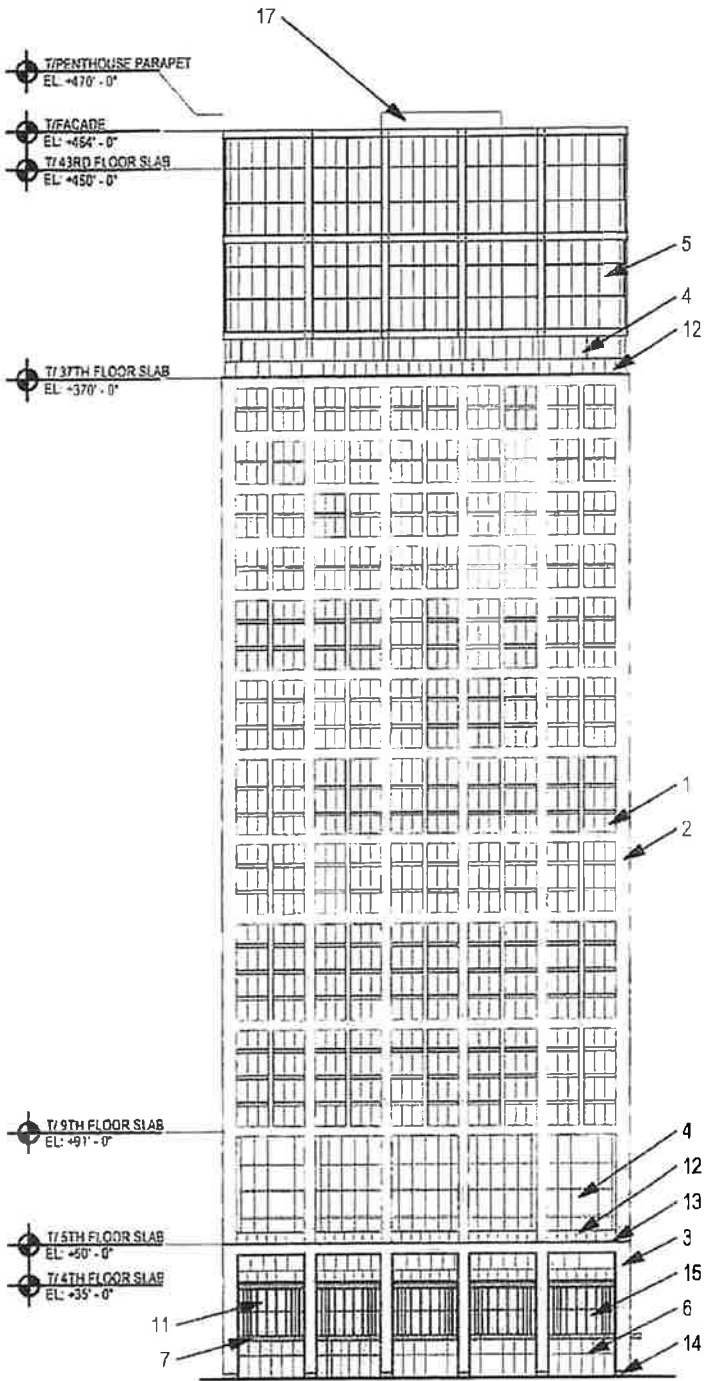 17
T/PENTHOUSE PARAPET
EL: +470' - 0"
T/FACADE
EL: +464' - 0"
T/ 43RD FLOOR SLAB
EL: +450' - 0"
5
4
12
T/ 37TH FLOOR SLAB
EL: +370' - 0"
1
2
T/ 9TH FLOOR SLAB
EL: +91' - 0"
4
12
13
T/ 5TH FLOOR SLAB
EL: +50' - 0"
3
T/ 4TH FLOOR SLAB
EL: +35' - 0"
15
11
6
7
14